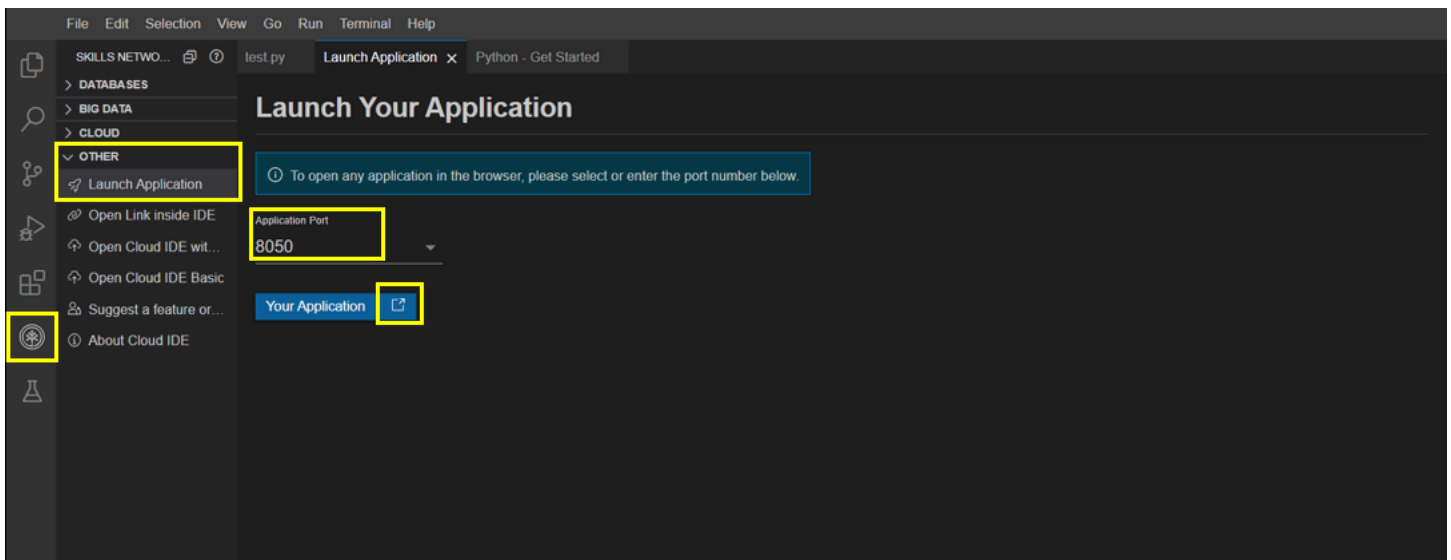 File Edit Selection View Go Run Terminal Help
SKILLS NETWO...
test.py Launch Application Python - Get Started
DATABASES
BIG DATA
CLOUD
OTHER
Launch Application
Open Link inside IDE
Open Cloud IDE wit...
Open Cloud IDE Basic
Suggest a feature or...
About Cloud IDE
Launch Your Application
To open any application in the browser, please select or enter the port number below.
Application Port
8050
Your Application